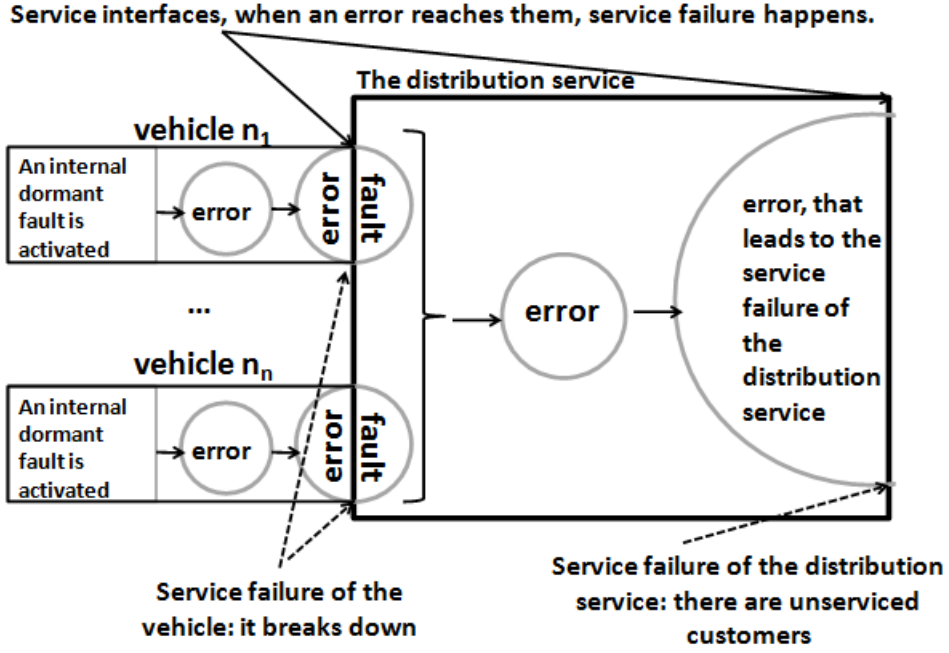 Service interfaces, when an error reaches them, service failure happens.
The distribution service
vehicle n1
An internal
dormant
fault is
activated
error
error
fault
...
vehicle nn
An internal
dormant
fault is
activated
error
error
fault
error
error, that
leads to the
service
failure of
the
distribution
service
Service failure of the
vehicle: it breaks down
Service failure of the distribution
service: there are unserviced
customers